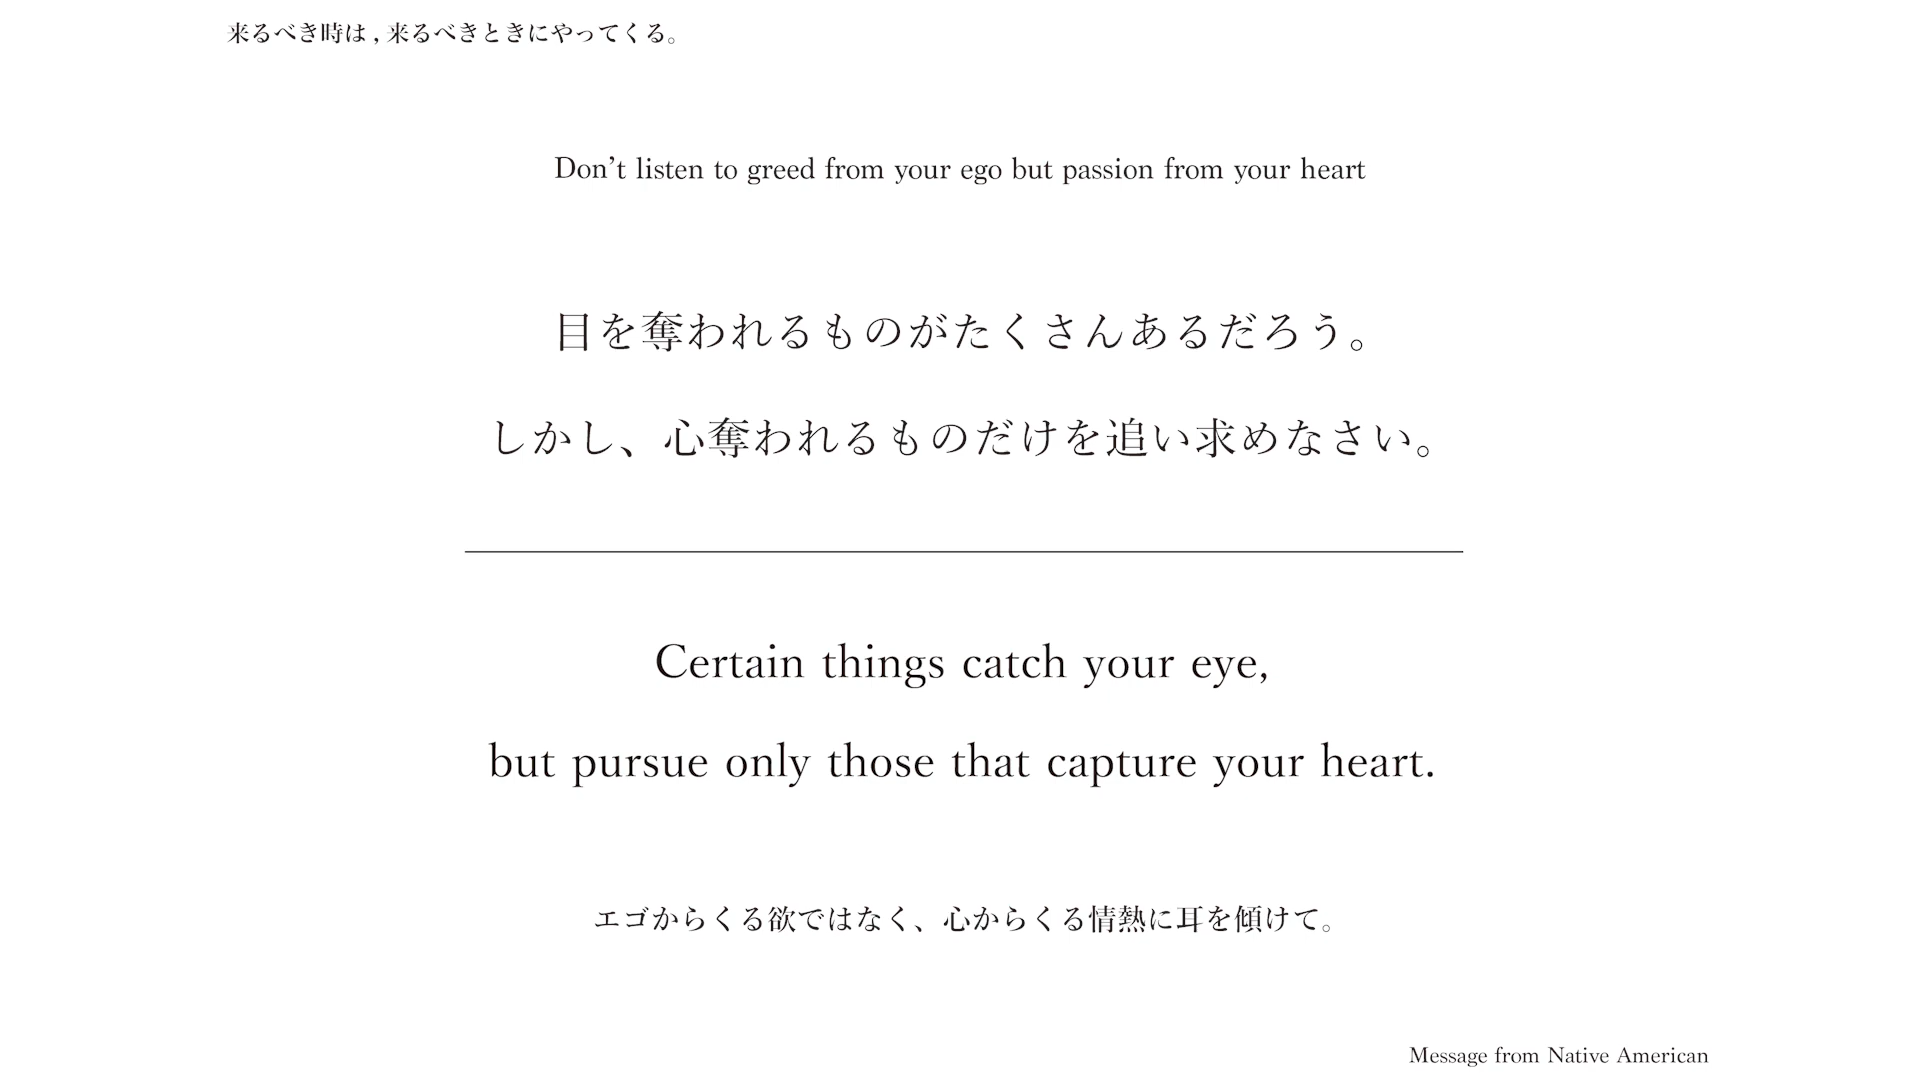 来るべき時は , 来るべきときにやってくる。
Don’t listen to greed from your ego but passion from your heart
目を奪われるものがたくさんあるだろう。
しかし、心奪われるものだけを追い求めなさい。
Certain things catch your eye,
but pursue only those that capture your heart.
エゴからくる欲ではなく、心からくる情熱に耳を傾けて。
Message from Native American